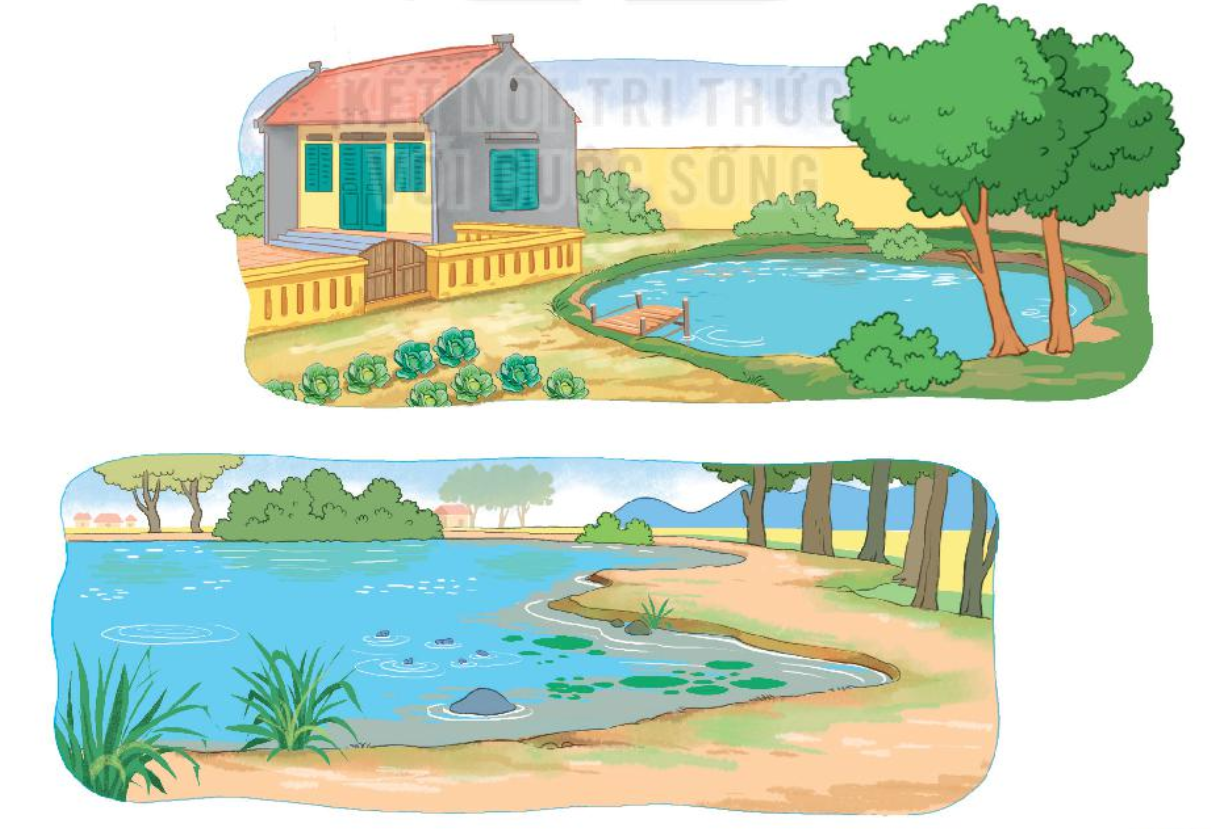 KẾT NỐI TRI THỨC
VỚI CUỘC SỐNG